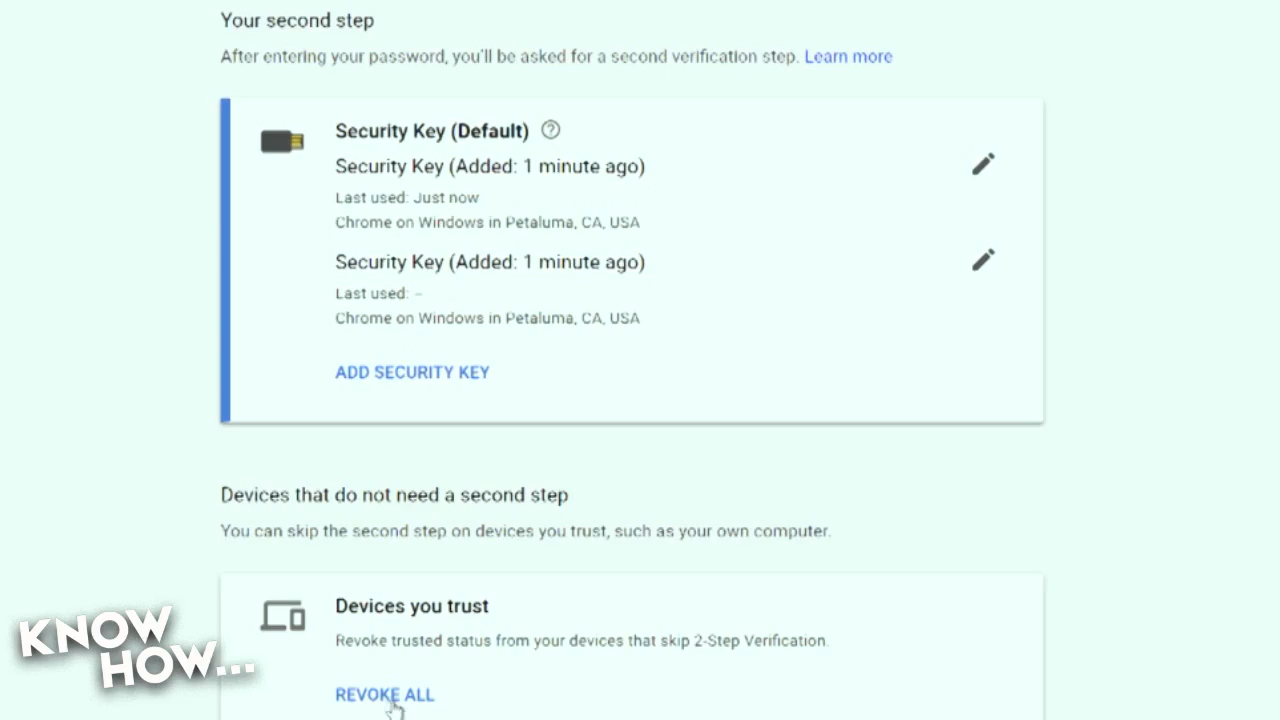 Your second step
After entering your password, you'll be asked for a second verification step. Learn more
Security Key (Default)
Security Key (Added: 1 minute ago)
Last used: Just now
Chrome on Windows in Petaluma, CA, USA
Security Key (Added: 1 minute ago)
Last used: –
Chrome on Windows in Petaluma, CA, USA
ADD SECURITY KEY
Devices that do not need a second step
You can skip the second step on devices you trust, such as your own computer.
Devices you trust
Revoke trusted status from your devices that skip 2-Step Verification.
REVOKE ALL
KNOW
HOW...